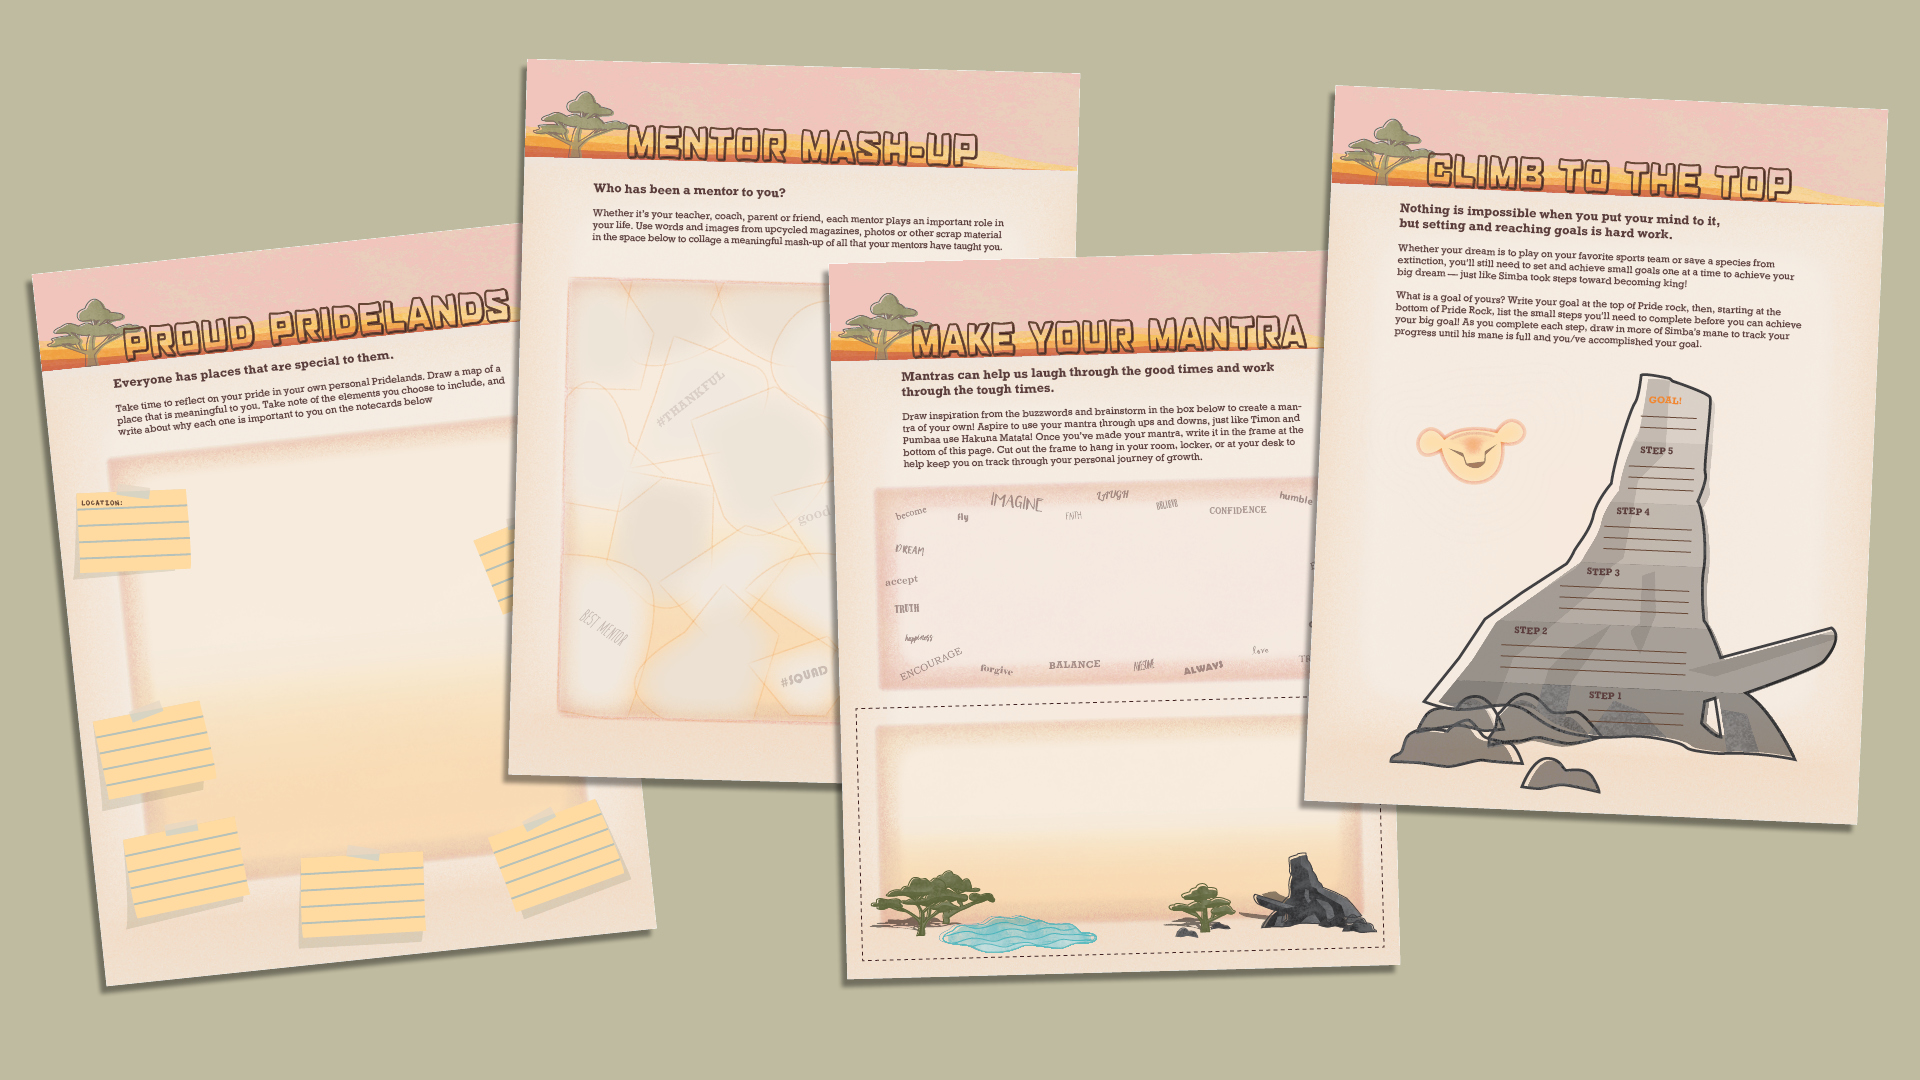 PROUD PRIDELANDS
Everyone has places that are special to them.
Take time to reflect on your pride in your own personal Pridelands. Draw a map of a
place that is meaningful to you. Take note of the elements you choose to include, and
write about why each one is important to you on the notecards below
LOCATION:
MENTOR MASH-UP
Who has been a mentor to you?
Whether it's your teacher, coach, parent or friend, each mentor plays an important role in
your life. Use words and images from upcycled magazines, photos or other scrap material
in the space below to collage a meaningful mash-up of all that your mentors have taught you.
#THANKFUL
good
BEST MENTOR
#SQUAD
MAKE YOUR MANTRA
Mantras can help us laugh through the good times and work
through the tough times.
Draw inspiration from the buzzwords and brainstorm in the box below to create a man-
tra of your own! Aspire to use your mantra through ups and downs, just like Timon and
Pumbaa use Hakuna Matata! Once you've made your mantra, write it in the frame at the
bottom of this page. Cut out the frame to hang in your room, locker, or at your desk to
help keep you on track through your personal journey of growth.
become
fly
IMAGINE
FAITH
LAUGH
BELIEVE
CONFIDENCE
humble
DREAM
accept
TRUTH
happiness
ENCOURAGE
forgive
BALANCE
AWESOME
ALWAYS
love
CLIMB TO THE TOP
Nothing is impossible when you put your mind to it,
but setting and reaching goals is hard work.
Whether your dream is to play on your favorite sports team or save a species from
extinction, you'll still need to set and achieve small goals one at a time to achieve your
big dream — just like Simba took steps toward becoming king!
What is a goal of yours? Write your goal at the top of Pride rock, then, starting at the
bottom of Pride Rock, list the small steps you'll need to complete before you can achieve
your big goal! As you complete each step, draw in more of Simba's mane to track your
progress until his mane is full and you've accomplished your goal.
GOAL!
STEP 5
STEP 4
STEP 3
STEP 2
STEP 1